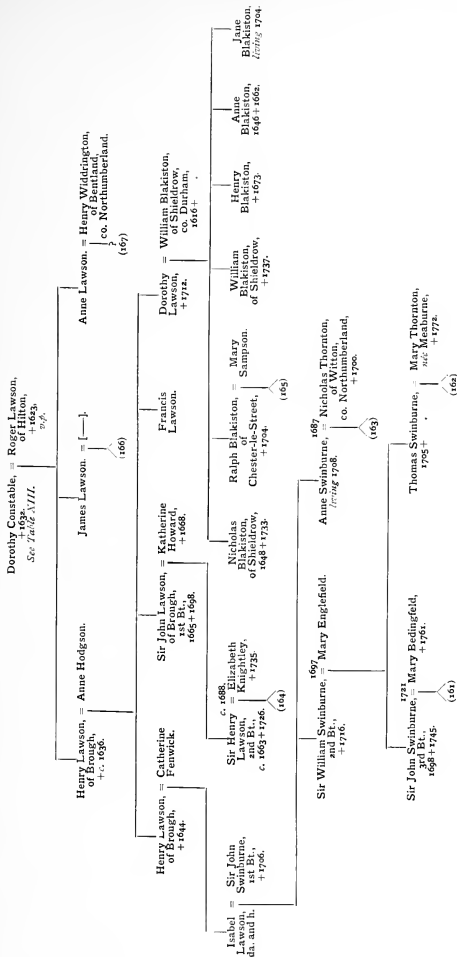 Dorothy Constable, = Roger Lawson,
+1632. of Hilton,
See Table XIII. +1623,
v.p.
Henry Lawson, = Anne Hodgson.
of Brough,
+c. 1636.
James Lawson. = [—].
(166)
Anne Lawson. = Henry Widdrington,
of Bentland,
co. Northumberland.
?
(167)
Henry Lawson, = Catherine
of Brough, Fenwick.
+1644.
Sir John Lawson, = Katherine
of Brough, Howard,
1st Bt., +1668.
1665+1698.
Francis
Lawson.
Dorothy = William Blakiston
Lawson, of Shieldrow,
+1712. co. Durham,
1616+ .
Isabel = Sir John
Lawson, Swinburne,
da. and h. 1st Bt.,
+1706.
c. 1688.
Sir Henry = Elizabeth
Lawson, Knightley,
2nd Bt., +1735.
c. 1663+1726.
(164)
Nicholas
Blakiston,
of Shieldrow,
1648+1733.
Ralph Blakiston = Mary
of Sampson.
Chester-le-Street,
+1704.
(165)
William
Blakiston,
of Shieldrow,
+1737.
Henry
Blakiston,
+1673.
Anne
Blakiston,
1646+1662.
Jane
Blakiston,
living 1704.
1697
Sir William Swinburne, = Mary Englefield.
2nd Bt.,
+1716.
1687
Anne Swinburne, = Nicholas Thornton,
living 1708. of Witton,
co. Northumberland,
+1700.
(163)
1721
Sir John Swinburne, = Mary Bedingfeld,
3rd Bt., +1761.
1698+1745.
(161)
Thomas Swinburne, = Mary Thornton,
1705+ . née Meaburne,
+1772.
(162)